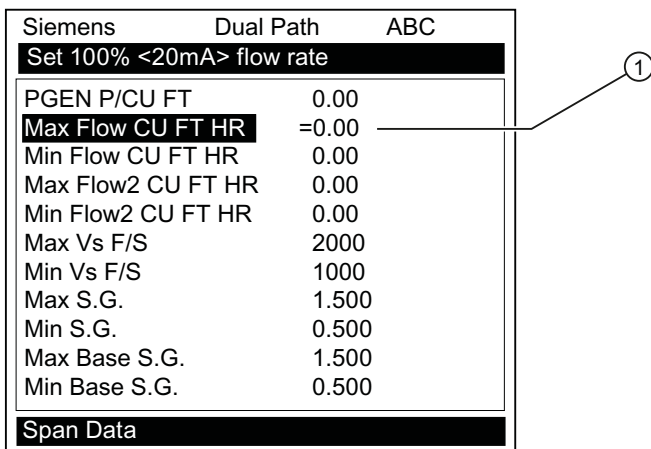 Siemens Dual Path ABC
Set 100% <20mA> flow rate
PGEN P/CU FT 0.00
Max Flow CU FT HR =0.00
Min Flow CU FT HR 0.00
Max Flow2 CU FT HR 0.00
Min Flow2 CU FT HR 0.00
Max Vs F/S 2000
Min Vs F/S 1000
Max S.G. 1.500
Min S.G. 0.500
Max Base S.G. 1.500
Min Base S.G. 0.500
Span Data
1